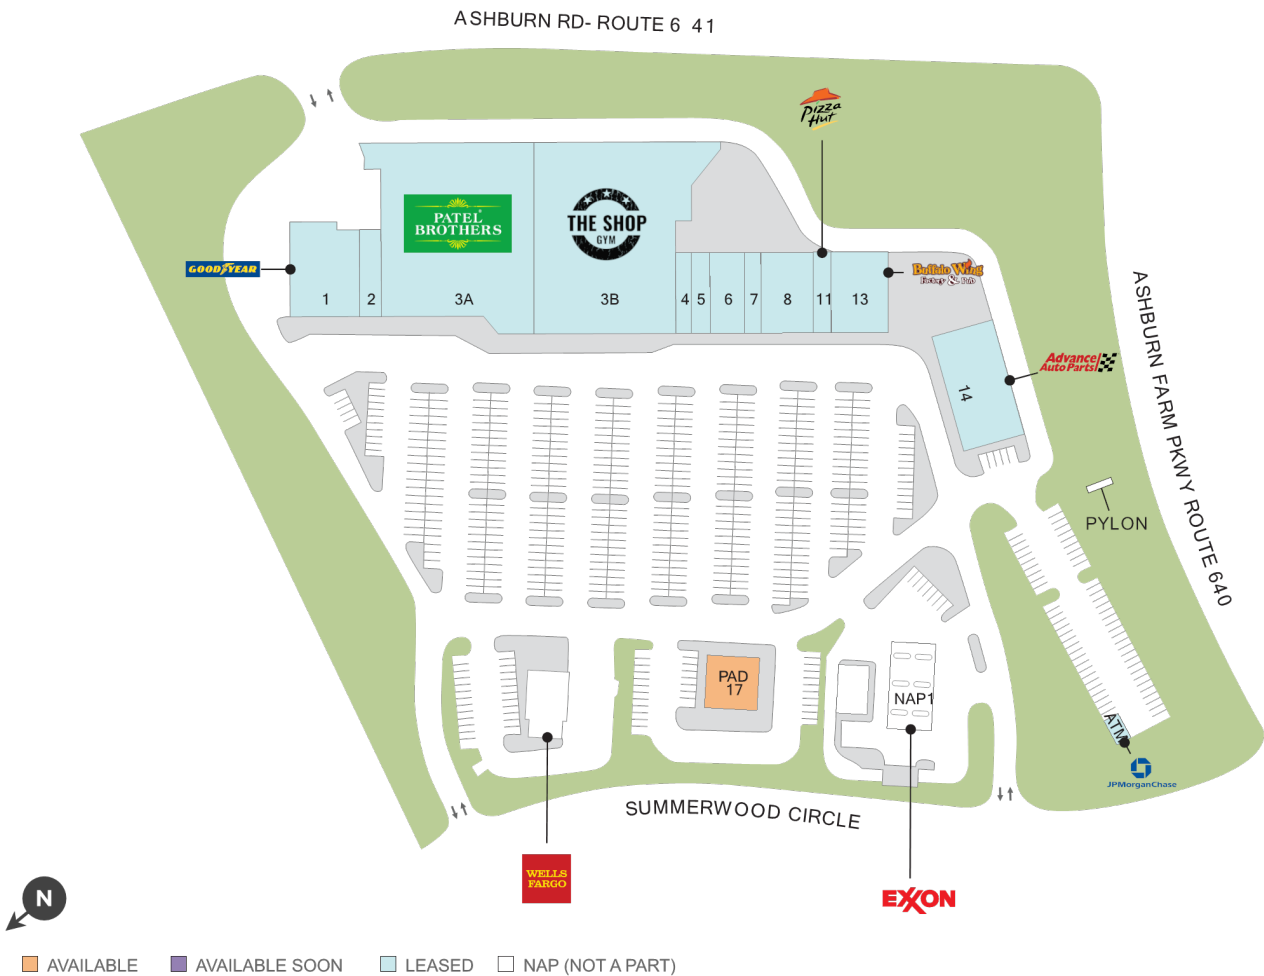 ASHBURN RD- ROUTE 6 41
Pizza
Hut
PATEL
BROTHERS
THE SHOP
GYM
GOODYEAR
Buffalo Wing
Factory & Pub
1
2
3A
3B
4
5
6
7
8
11
13
Advance
Auto Parts
14
ASHBURN FARM PKWY ROUTE 640
PYLON
PAD
17
NAP1
ATM
JPMorganChase
SUMMERWOOD CIRCLE
WELLS
FARGO
EXXON
N
AVAILABLE
AVAILABLE SOON
LEASED
NAP (NOT A PART)